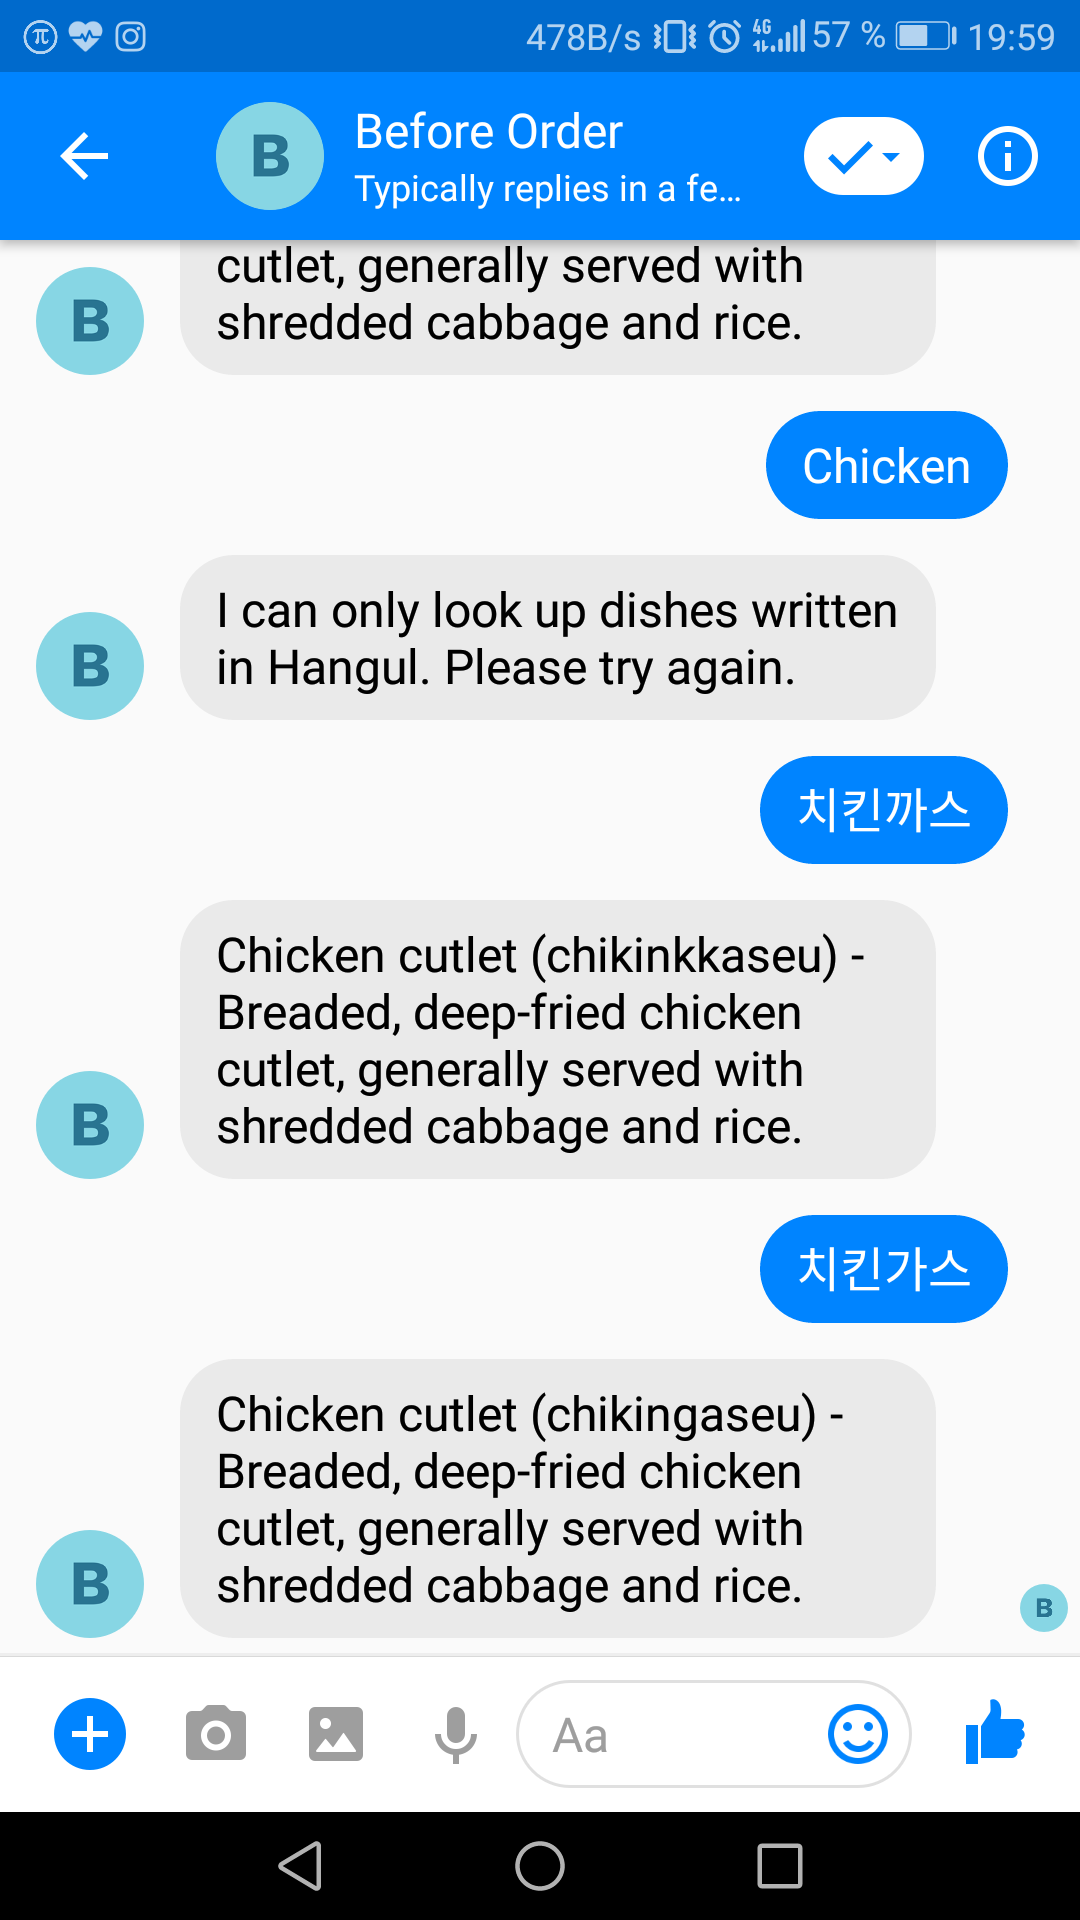 478B/s 4G 57 % 19:59
B
Before Order
Typically replies in a fe...
cutlet, generally served with
shredded cabbage and rice.
B
Chicken
I can only look up dishes written
in Hangul. Please try again.
B
치킨까스
Chicken cutlet (chikinkkaseu) -
Breaded, deep-fried chicken
cutlet, generally served with
shredded cabbage and rice.
B
치킨가스
Chicken cutlet (chikingaseu) -
Breaded, deep-fried chicken
cutlet, generally served with
shredded cabbage and rice.
B
B
Aa